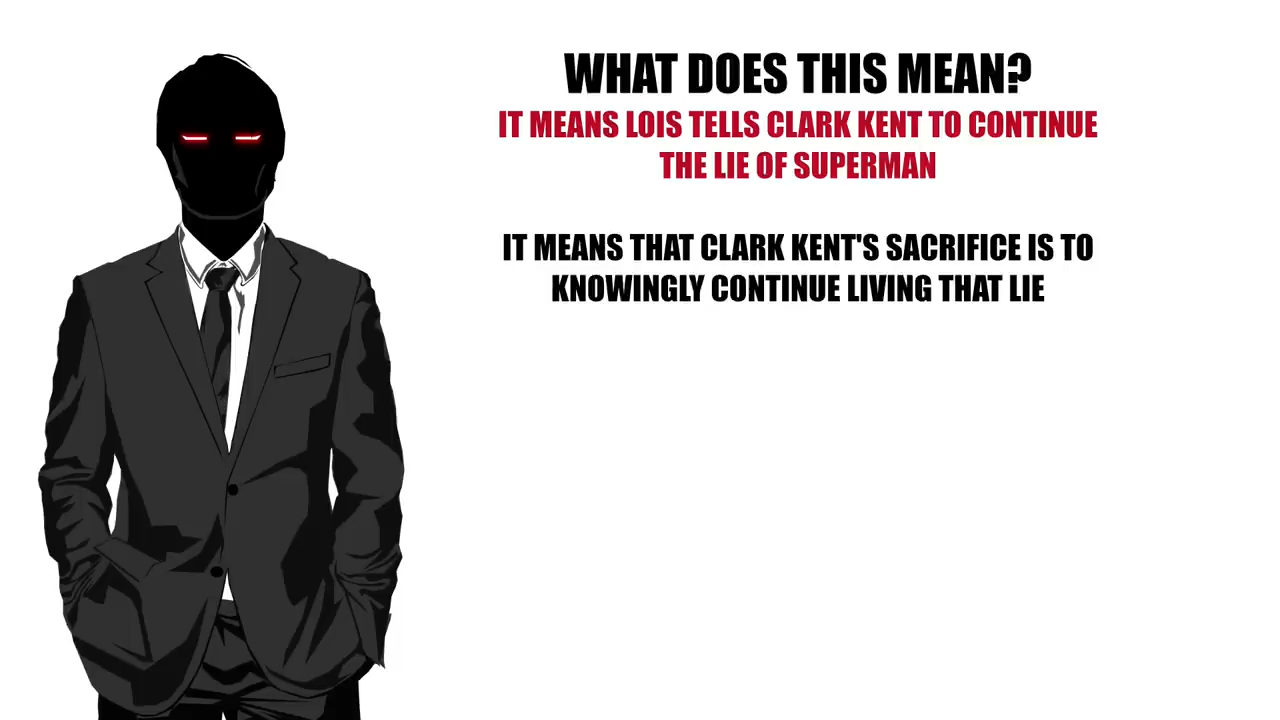 WHAT DOES THIS MEAN?
IT MEANS LOIS TELLS CLARK KENT TO CONTINUE
THE LIE OF SUPERMAN
IT MEANS THAT CLARK KENT'S SACRIFICE IS TO
KNOWINGLY CONTINUE LIVING THAT LIE